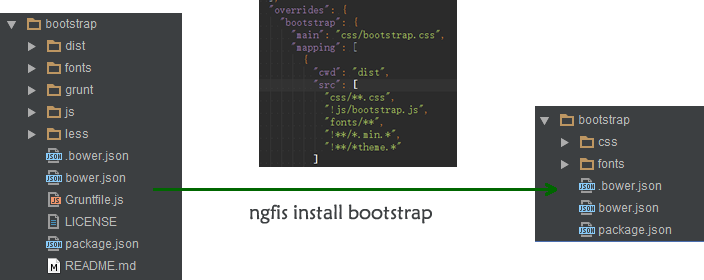 bootstrap
dist
fonts
grunt
js
less
.bower.json
bower.json
Gruntfile.js
LICENSE
package.json
README.md
"overrides": {
"bootstrap": {
"main": "css/bootstrap.css",
"mapping": [
{
"cwd": "dist",
"src": [
"css/**.css",
"!js/bootstrap.js",
"fonts/**",
"!**/*.min.*",
"!**/*theme.*"
]
ngfis install bootstrap
bootstrap
css
fonts
.bower.json
bower.json
package.json